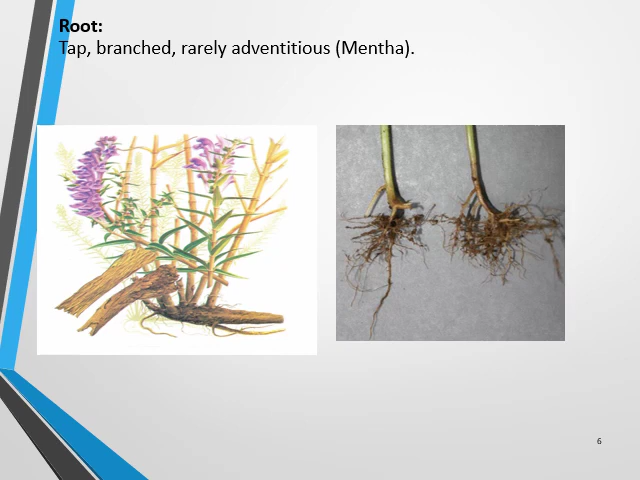 Root:
Tap, branched, rarely adventitious (Mentha).
6